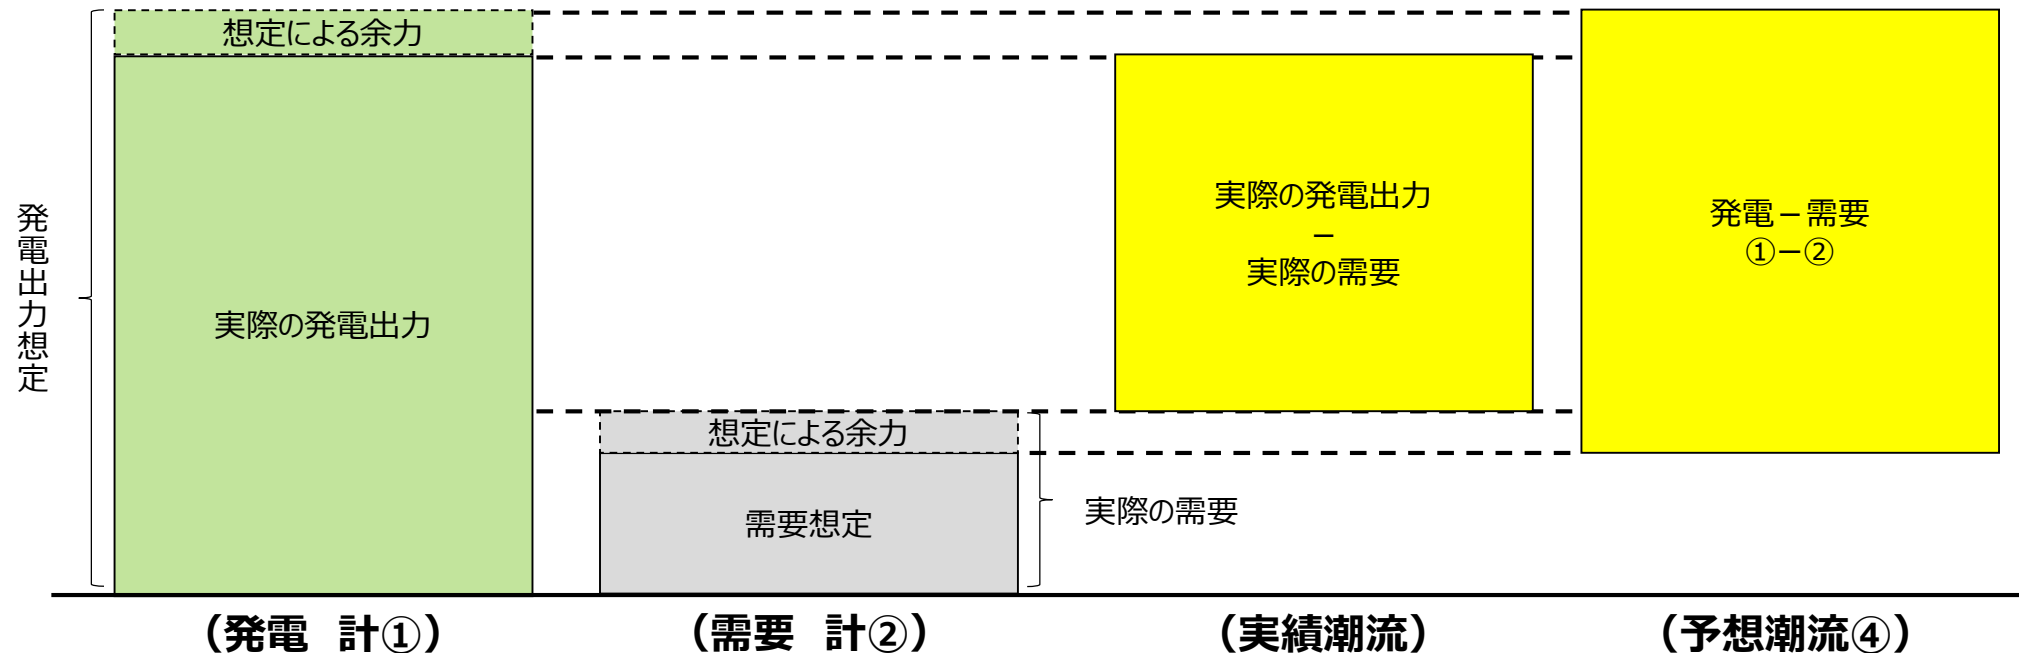 発電出力想定
想定による余力
実際の発電出力
想定による余力
需要想定
実際の需要
実際の発電出力
－
実際の需要
発電－需要
①－②
（発電　計①）
（需要　計②）
（実績潮流）
（予想潮流④）